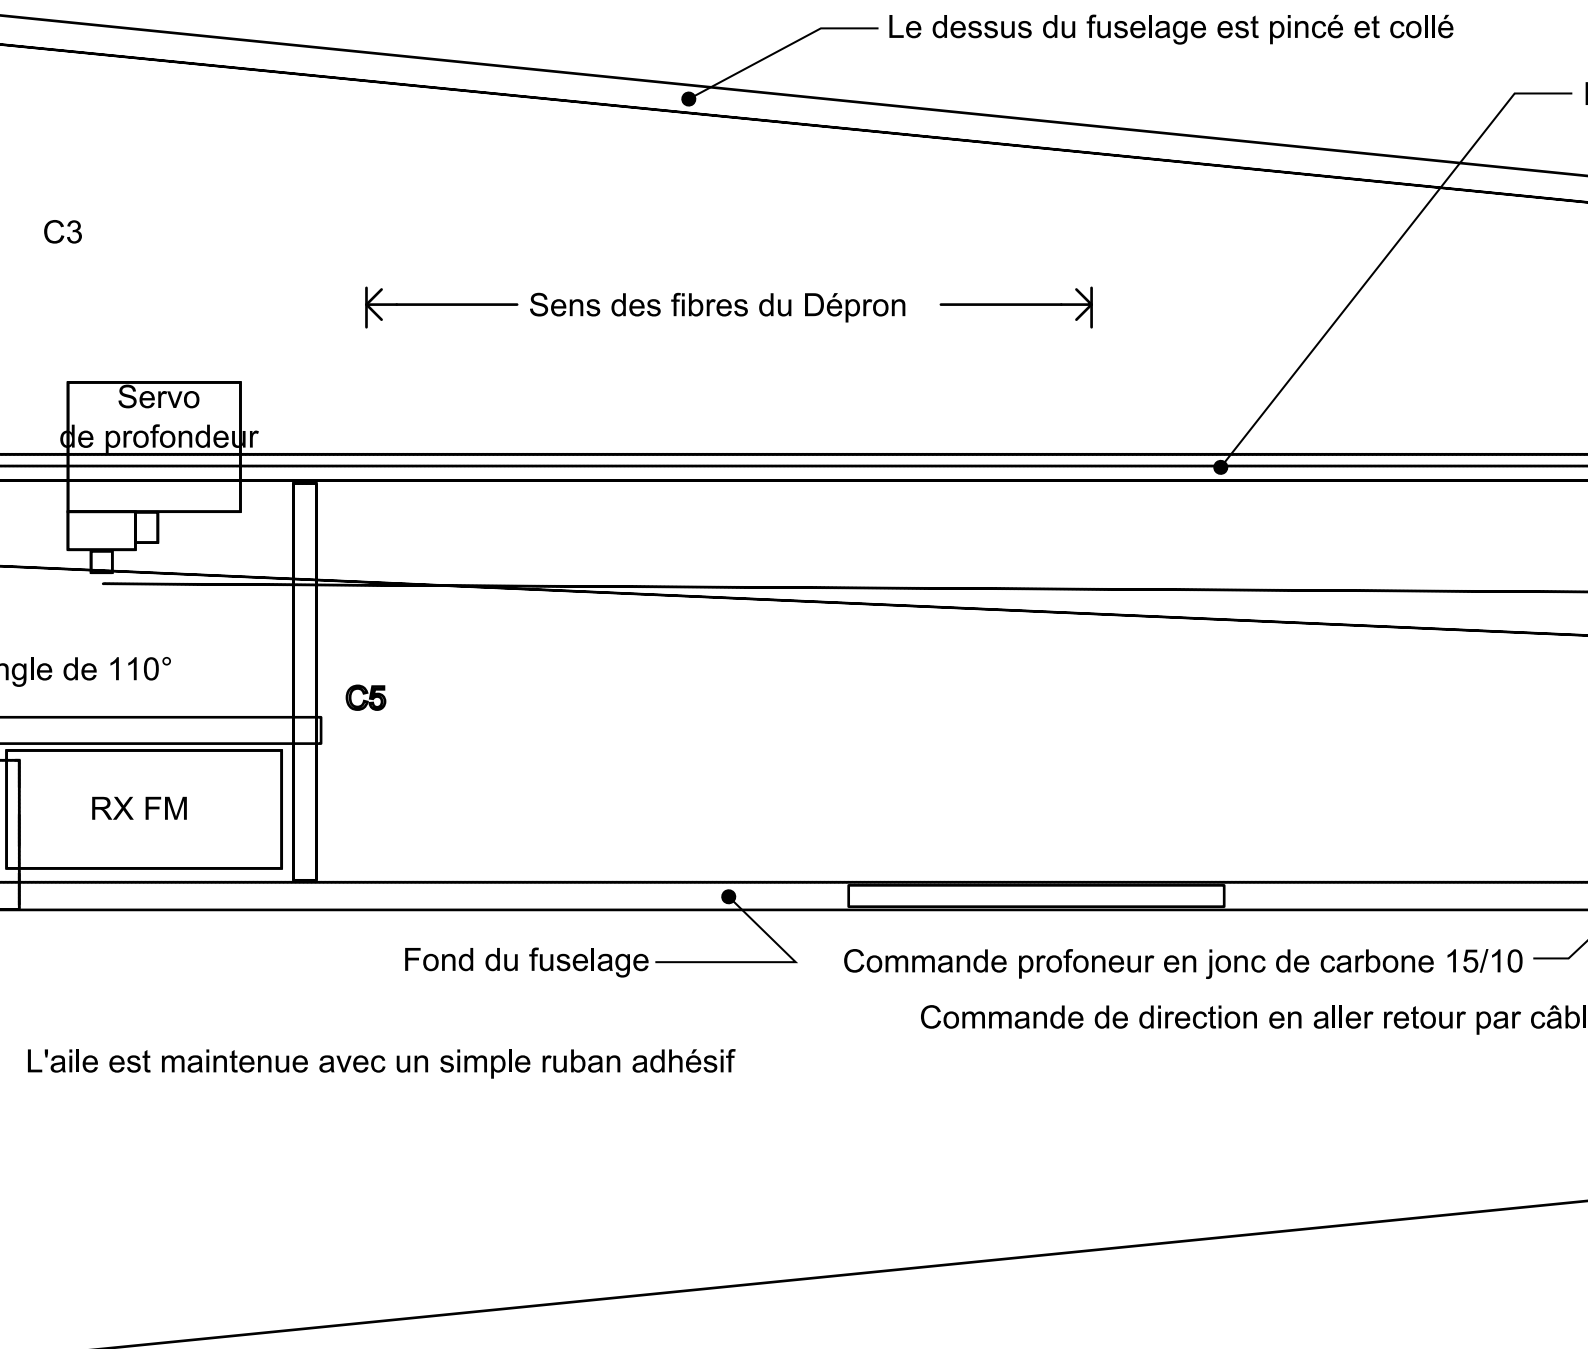 Le dessus du fuselage est pincé et collé
C3
Sens des fibres du Dépron
Servo
de profondeur
ngle de 110°
C5
RX FM
Fond du fuselage
Commande profoneur en jonc de carbone 15/10
Commande de direction en aller retour par câbl
L'aile est maintenue avec un simple ruban adhésif